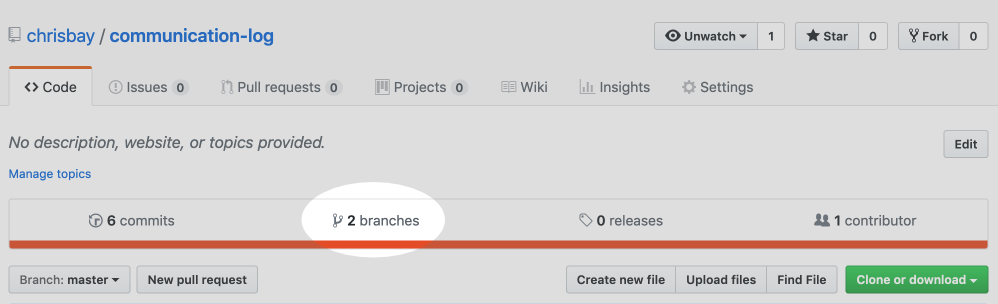 chrisbay / communication-log Unwatch 1 Star 0 Fork 0
Code Issues 0 Pull requests 0 Projects 0 Wiki Insights Settings
No description, website, or topics provided. Edit
Manage topics
6 commits 2 branches 0 releases 1 contributor
Branch: master New pull request Create new file Upload files Find File Clone or download